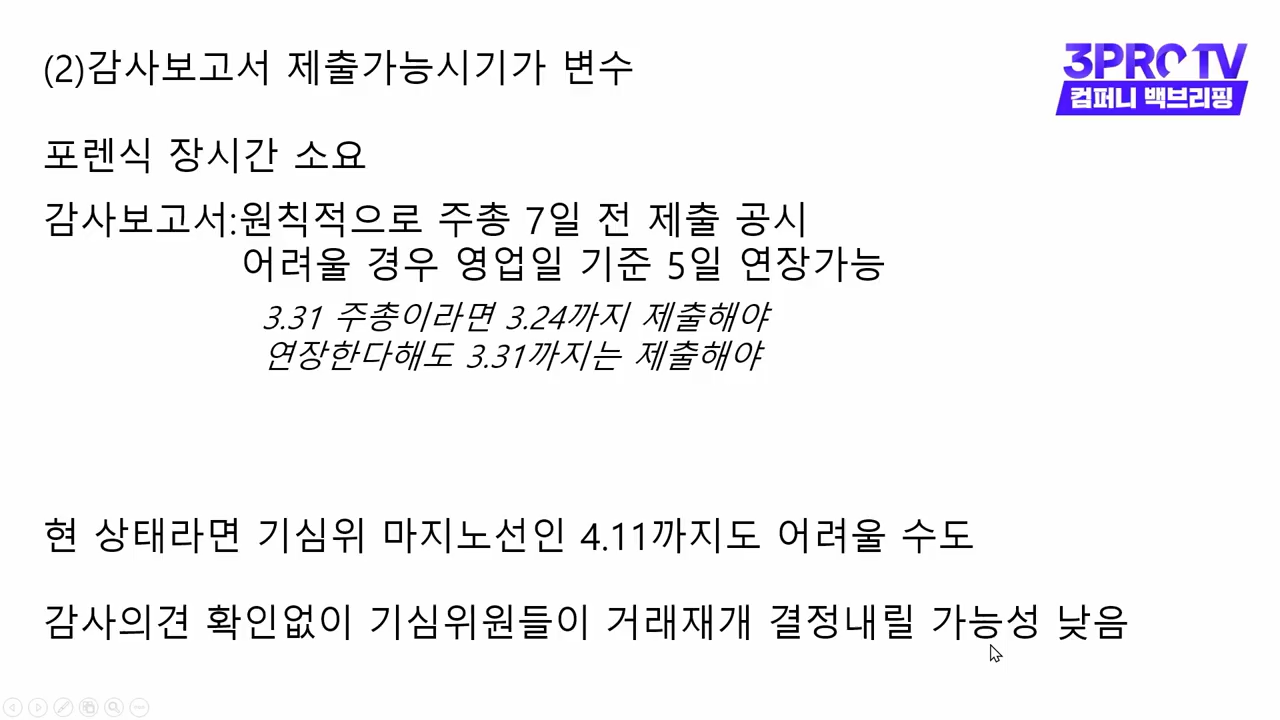 (2)감사보고서 제출가능시기가 변수
3PROTV
컴퍼니 백브리핑
포렌식 장시간 소요
감사보고서:원칙적으로 주총 7일 전 제출 공시
어려울 경우 영업일 기준 5일 연장가능
3.31 주총이라면 3.24까지 제출해야
연장한다해도 3.31까지는 제출해야
현 상태라면 기심위 마지노선인 4.11까지도 어려울 수도
감사의견 확인없이 기심위원들이 거래재개 결정내릴 가능성 낮음